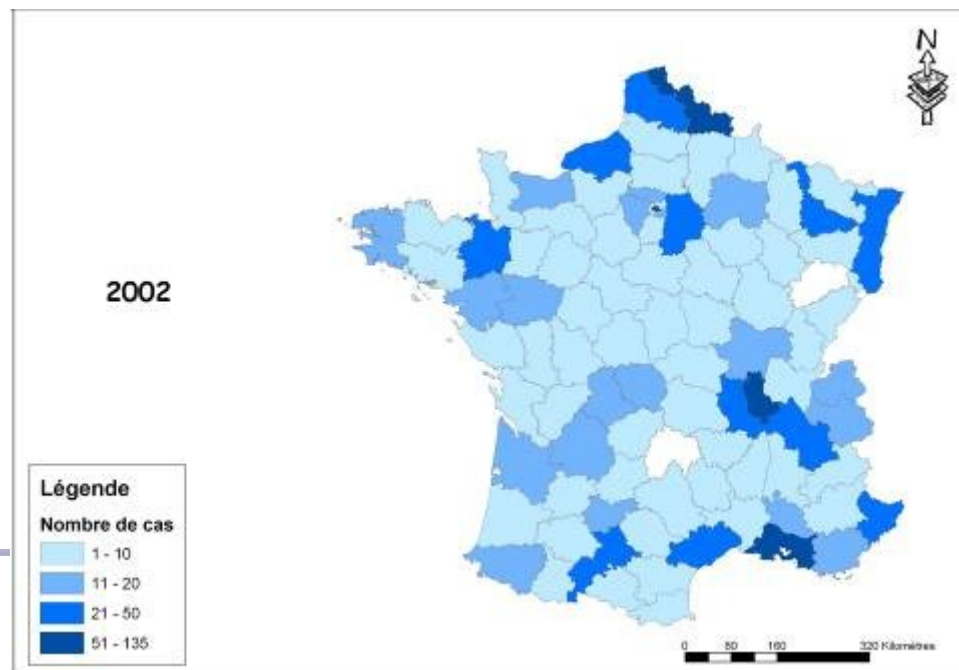 N
2002
Légende
Nombre de cas
1 - 10
11 - 20
21 - 50
51 - 135
0 80 160 320 Kilomètres